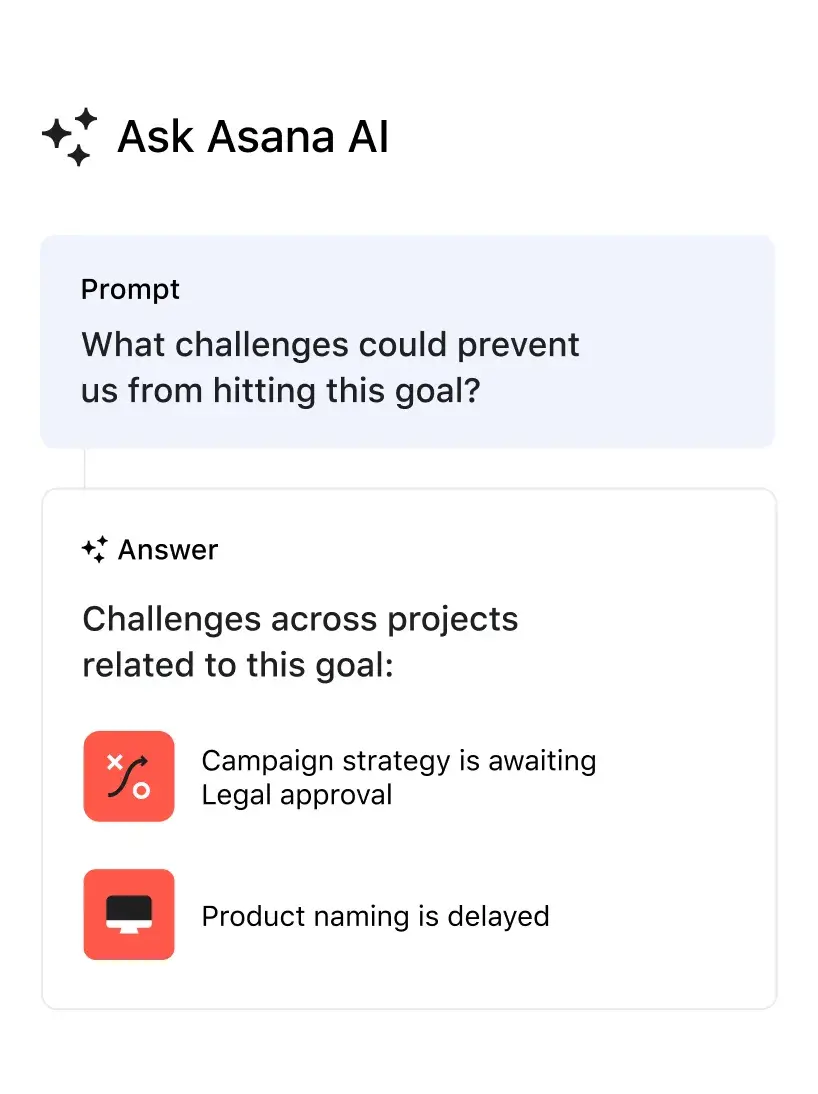 Ask Asana AI
Prompt
What challenges could prevent
us from hitting this goal?
Answer
Challenges across projects
related to this goal:
Campaign strategy is awaiting
Legal approval
Product naming is delayed